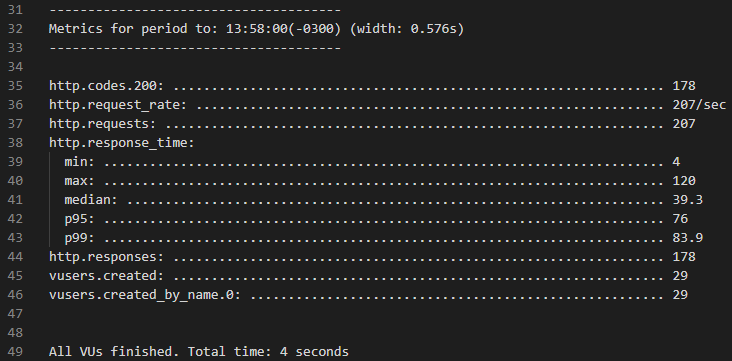 31 --------------------------------------
32 Metrics for period to: 13:58:00(-0300) (width: 0.576s)
33 --------------------------------------
34
35 http.codes.200: ................................................................ 178
36 http.request_rate: ............................................................. 207/sec
37 http.requests: ................................................................. 207
38 http.response_time:
39   min: ......................................................................... 4
40   max: ......................................................................... 120
41   median: ...................................................................... 39.3
42   p95: ......................................................................... 76
43   p99: ......................................................................... 83.9
44 http.responses: ................................................................ 178
45 vusers.created: ................................................................ 29
46 vusers.created_by_name.0: ...................................................... 29
47
48
49 All VUs finished. Total time: 4 seconds